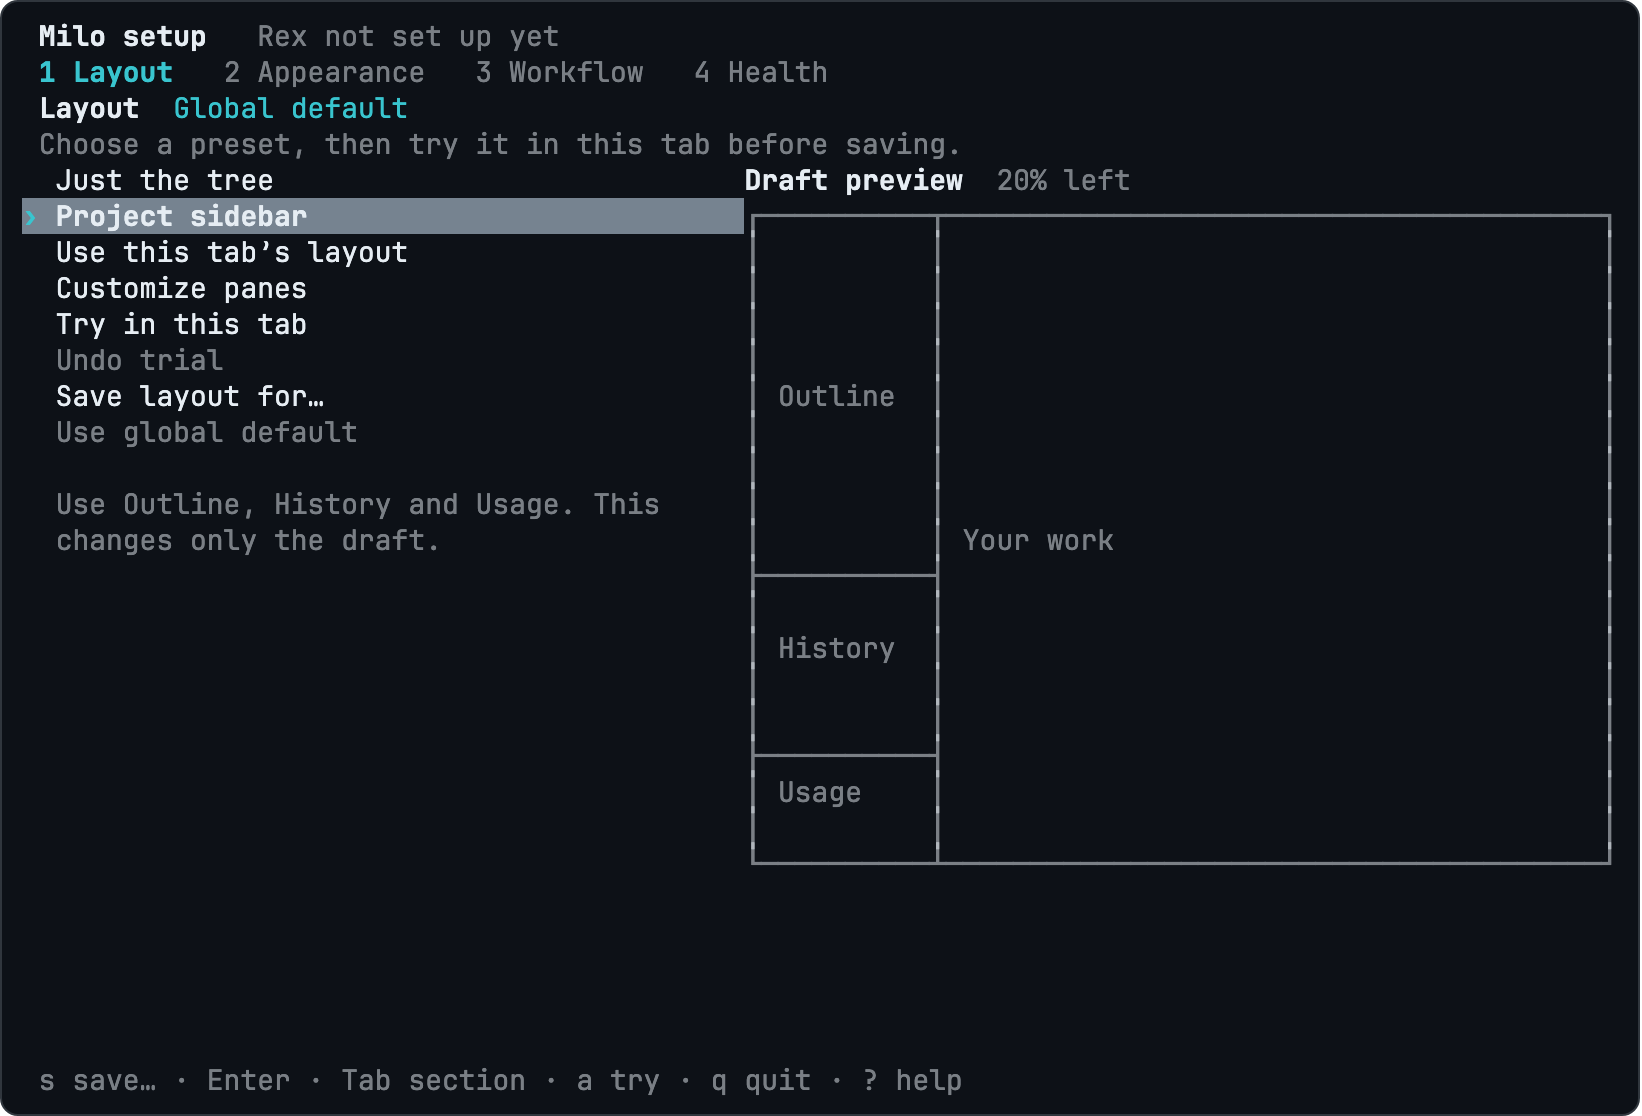 Milo setup   Rex not set up yet
1 Layout   2 Appearance   3 Workflow   4 Health
Layout  Global default
Choose a preset, then try it in this tab before saving.
Just the tree
› Project sidebar
Use this tab’s layout
Customize panes
Try in this tab
Undo trial
Save layout for…
Use global default
Use Outline, History and Usage. This
changes only the draft.
Draft preview  20% left
Outline
Your work
History
Usage
s save… · Enter · Tab section · a try · q quit · ? help